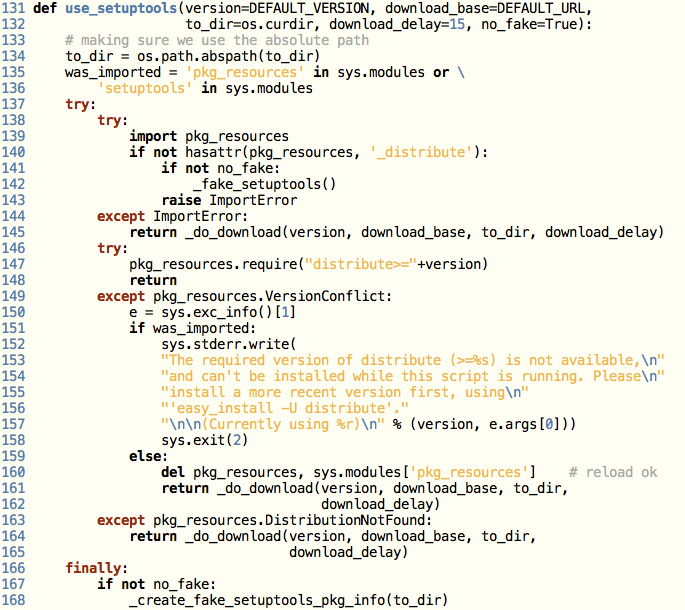 131 def use_setuptools(version=DEFAULT_VERSION, download_base=DEFAULT_URL,
132                    to_dir=os.curdir, download_delay=15, no_fake=True):
133     # making sure we use the absolute path
134     to_dir = os.path.abspath(to_dir)
135     was_imported = 'pkg_resources' in sys.modules or \
136         'setuptools' in sys.modules
137     try:
138         try:
139             import pkg_resources
140             if not hasattr(pkg_resources, '_distribute'):
141                 if not no_fake:
142                     _fake_setuptools()
143                 raise ImportError
144         except ImportError:
145             return _do_download(version, download_base, to_dir, download_delay)
146         try:
147             pkg_resources.require("distribute>="+version)
148             return
149         except pkg_resources.VersionConflict:
150             e = sys.exc_info()[1]
151             if was_imported:
152                 sys.stderr.write(
153                 "The required version of distribute (>=%s) is not available,\n"
154                 "and can't be installed while this script is running. Please\n"
155                 "install a more recent version first, using\n"
156                 "'easy_install -U distribute'."
157                 "\n\n(Currently using %r)\n" % (version, e.args[0]))
158                 sys.exit(2)
159             else:
160                 del pkg_resources, sys.modules['pkg_resources']    # reload ok
161                 return _do_download(version, download_base, to_dir,
162                                     download_delay)
163         except pkg_resources.DistributionNotFound:
164             return _do_download(version, download_base, to_dir,
165                                 download_delay)
166     finally:
167         if not no_fake:
168             _create_fake_setuptools_pkg_info(to_dir)